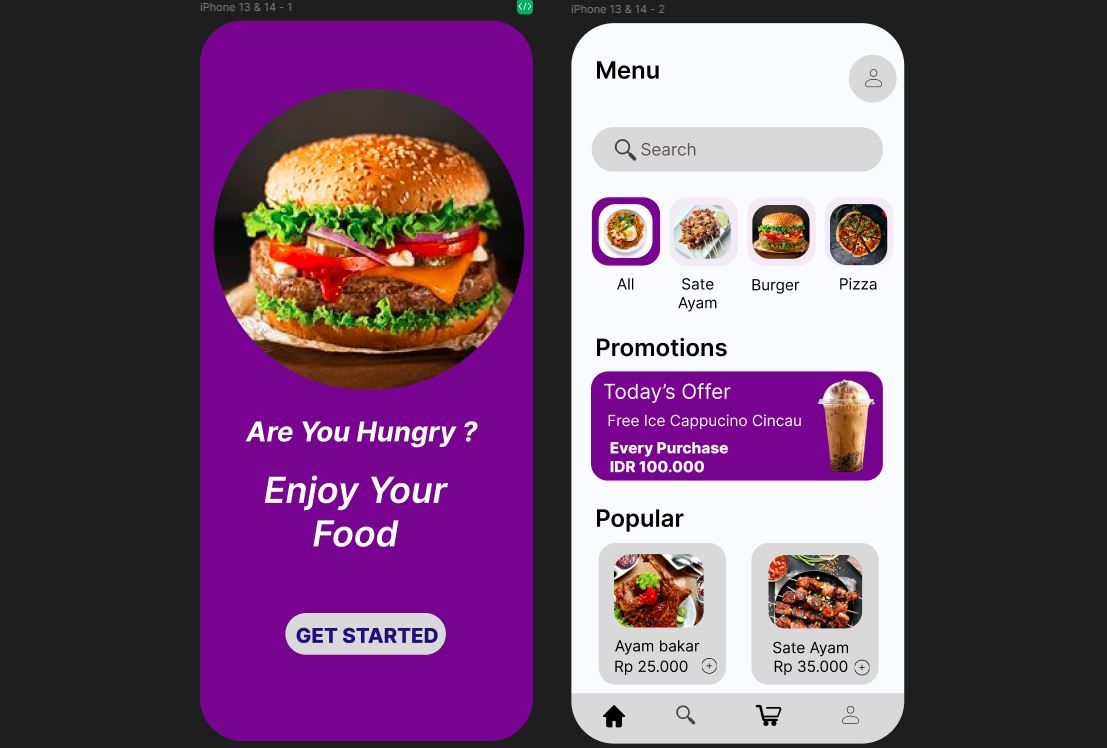 iPhone 13 & 14 - 1
Are You Hungry ?
Enjoy Your
Food
GET STARTED
iPhone 13 & 14 - 2
Menu
Search
All
Sate
Ayam
Burger
Pizza
Promotions
Today's Offer
Free Ice Cappucino Cincau
Every Purchase
IDR 100.000
Popular
Ayam bakar
Rp 25.000
Sate Ayam
Rp 35.000